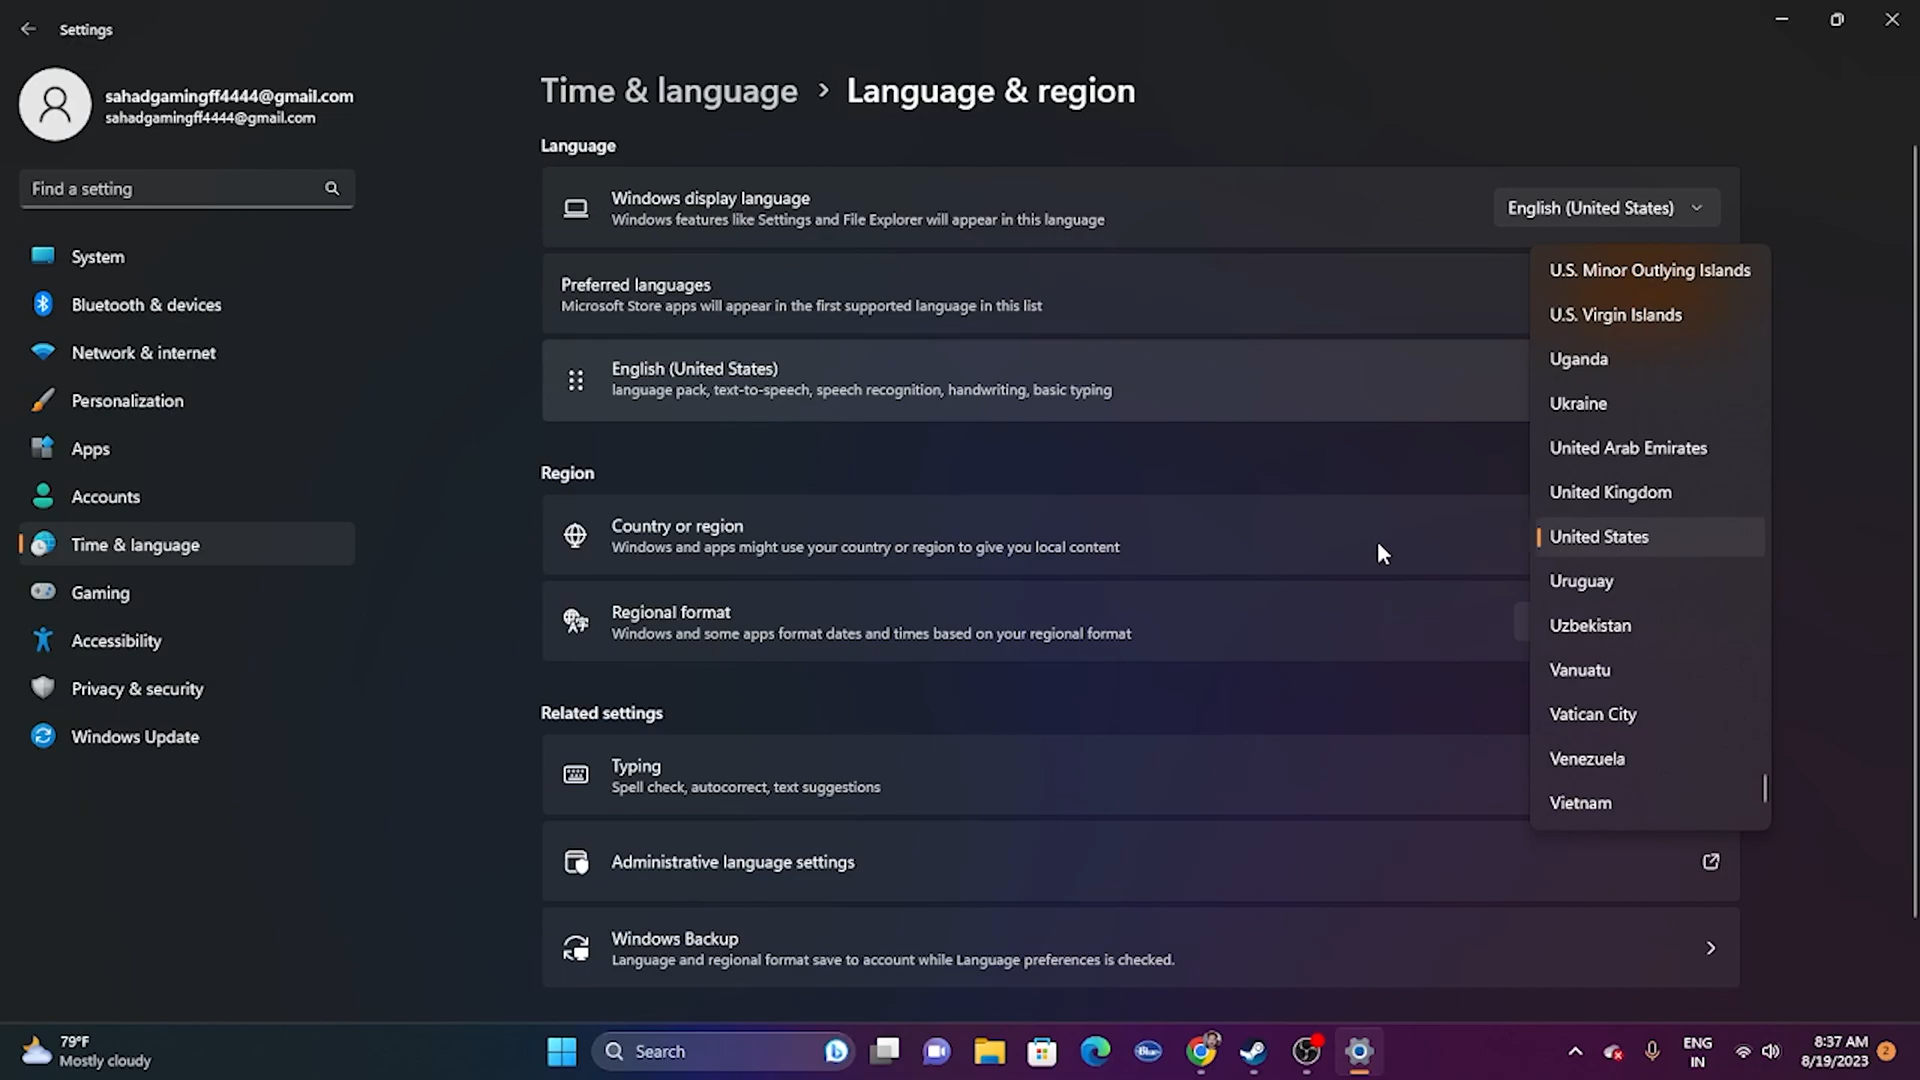 Settings
sahadgamingff4444@gmail.com
sahadgamingff4444@gmail.com
Find a setting
System
Bluetooth & devices
Network & internet
Personalization
Apps
Accounts
Time & language
Gaming
Accessibility
Privacy & security
Windows Update
Time & language > Language & region
Language
Windows display language
Windows features like Settings and File Explorer will appear in this language
English (United States)
Preferred languages
Microsoft Store apps will appear in the first supported language in this list
English (United States)
language pack, text-to-speech, speech recognition, handwriting, basic typing
Region
Country or region
Windows and apps might use your country or region to give you local content
Regional format
Windows and some apps format dates and times based on your regional format
Related settings
Typing
Spell check, autocorrect, text suggestions
Administrative language settings
Windows Backup
Language and regional format save to account while Language preferences is checked.
U.S. Minor Outlying Islands
U.S. Virgin Islands
Uganda
Ukraine
United Arab Emirates
United Kingdom
United States
Uruguay
Uzbekistan
Vanuatu
Vatican City
Venezuela
Vietnam
79°F
Mostly cloudy
Search
ENG
IN
8:37 AM
8/19/2023
2